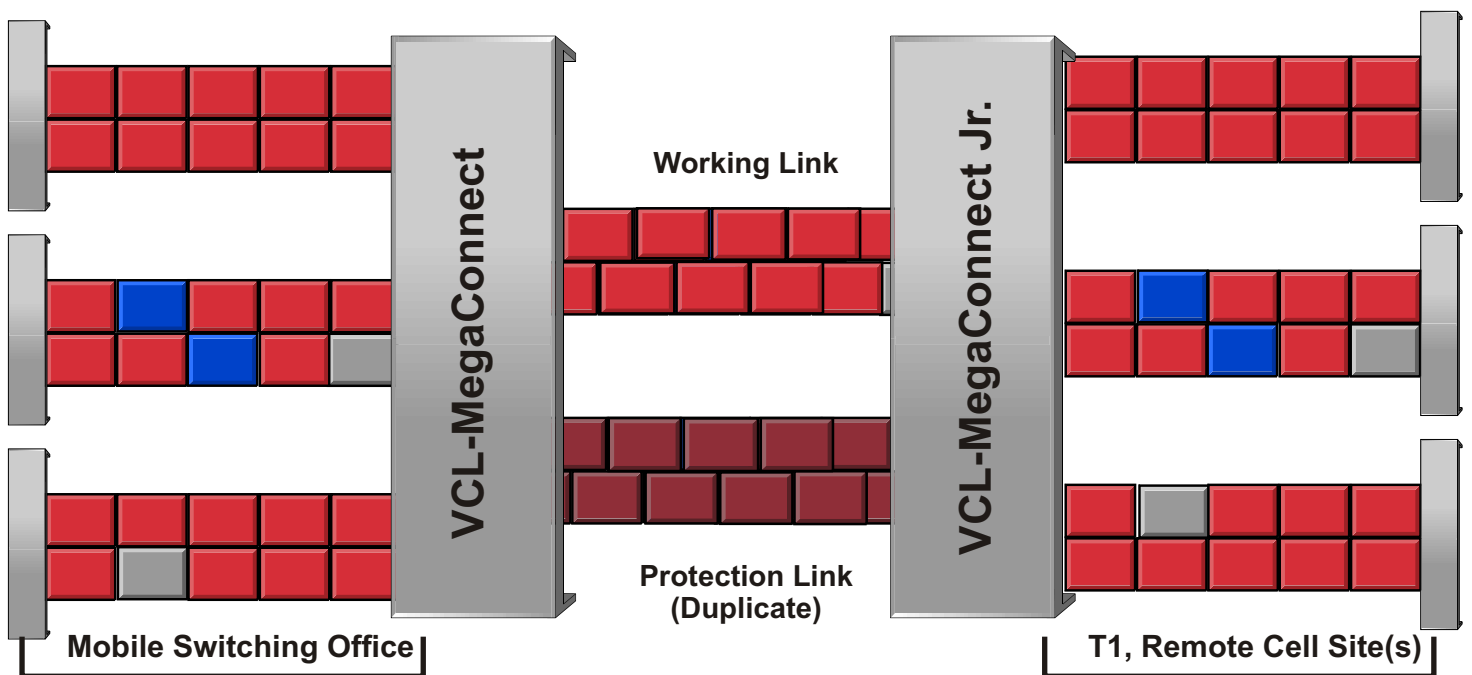 VCL-MegaConnect
Working Link
VCL-MegaConnect Jr.
Protection Link
(Duplicate)
Mobile Switching Office
T1, Remote Cell Site(s)